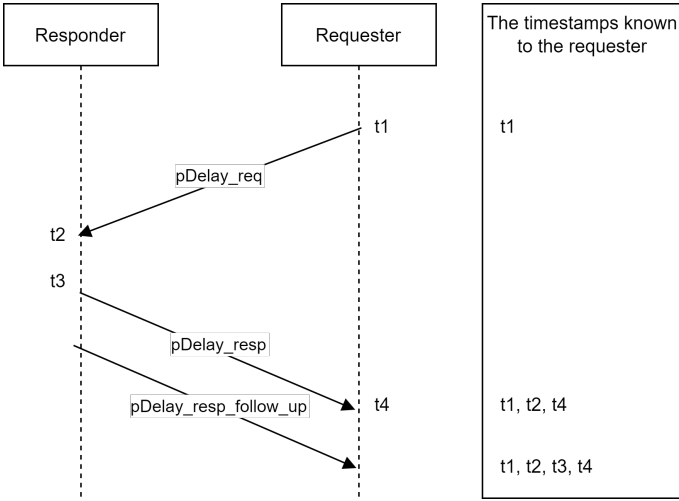 Responder
Requester
The timestamps known
to the requester
t1
t1
pDelay_req
t2
t3
pDelay_resp
t4
t1, t2, t4
pDelay_resp_follow_up
t1, t2, t3, t4